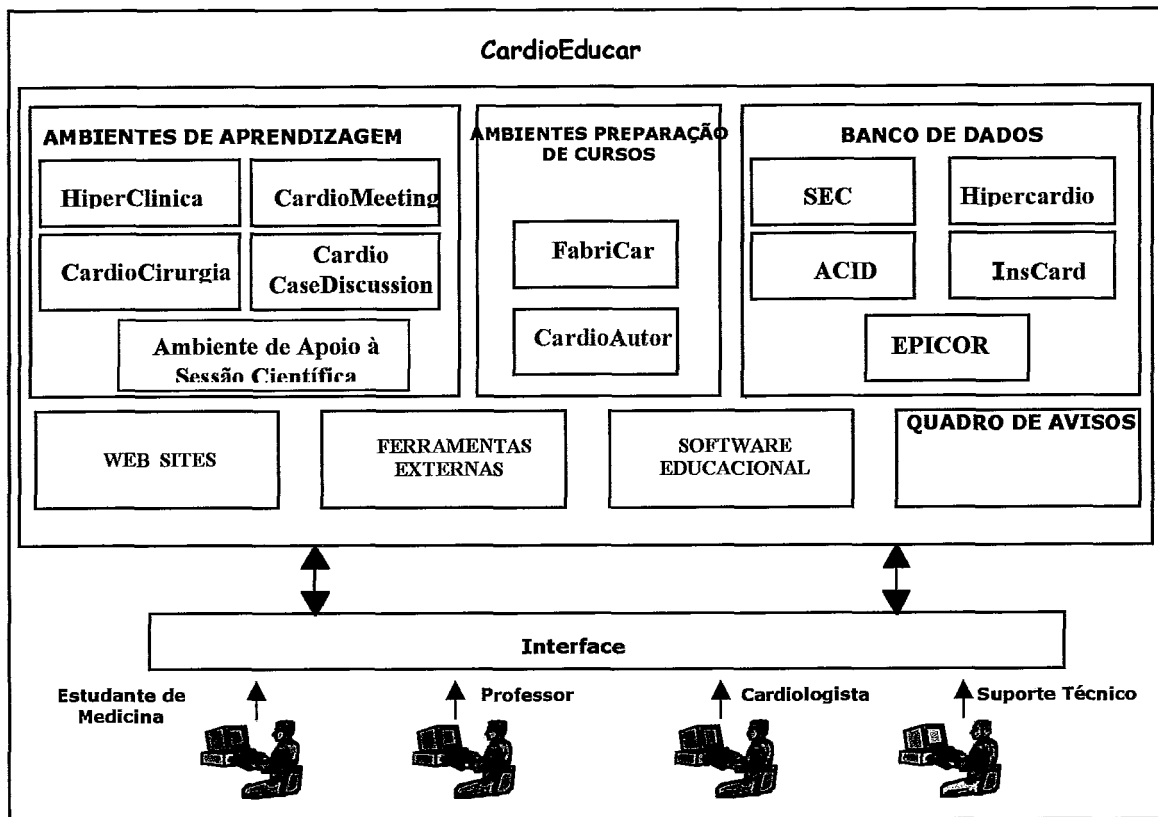 CardioEducar
AMBIENTES DE APRENDIZAGEM
HiperClinica
CardioMeeting
CardioCirurgia
Cardio
CaseDiscussion
Ambiente de Apoio à
Sessão Científica
AMBIENTES PREPARAÇÃO
DE CURSOS
FabriCar
CardioAutor
BANCO DE DADOS
SEC
Hipercardio
ACID
InsCard
EPICOR
WEB SITES
FERRAMENTAS
EXTERNAS
SOFTWARE
EDUCACIONAL
QUADRO DE AVISOS
Interface
Estudante de
Medicina
Professor
Cardiologista
Suporte Técnico